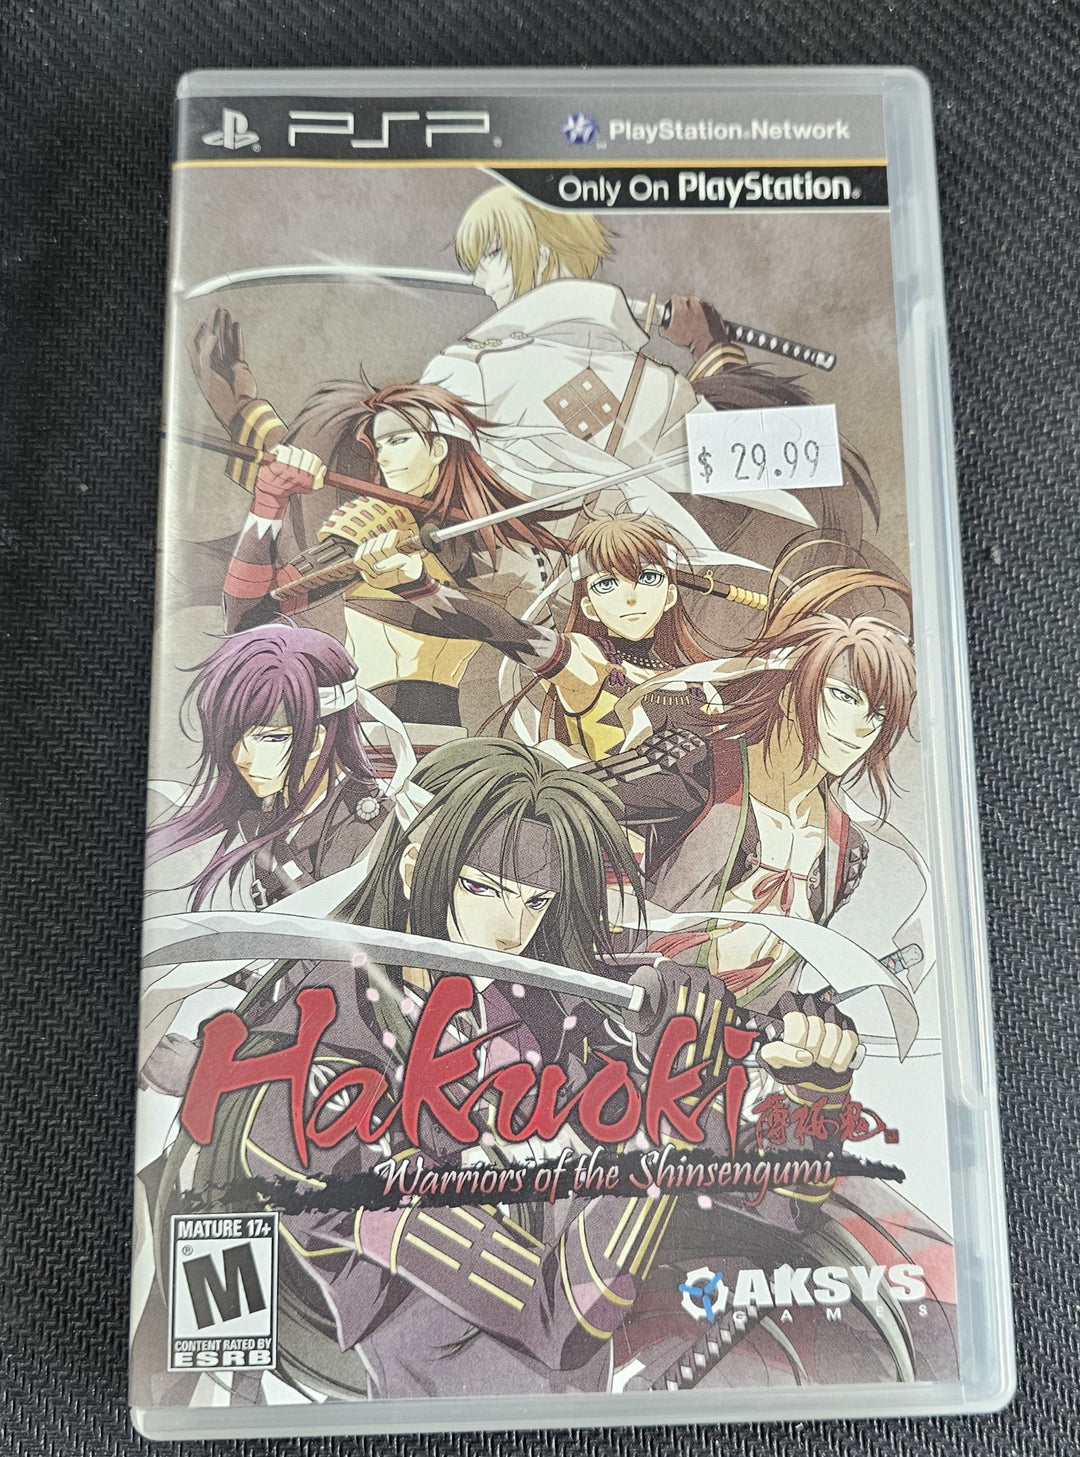 PSP
PlayStation Network
Only On PlayStation®
$ 29.99
Hakuoki
薄桜鬼
Warriors of the Shinsengumi
MATURE 17+
M
®
CONTENT RATED BY
ESRB
AKSYS
GAMES